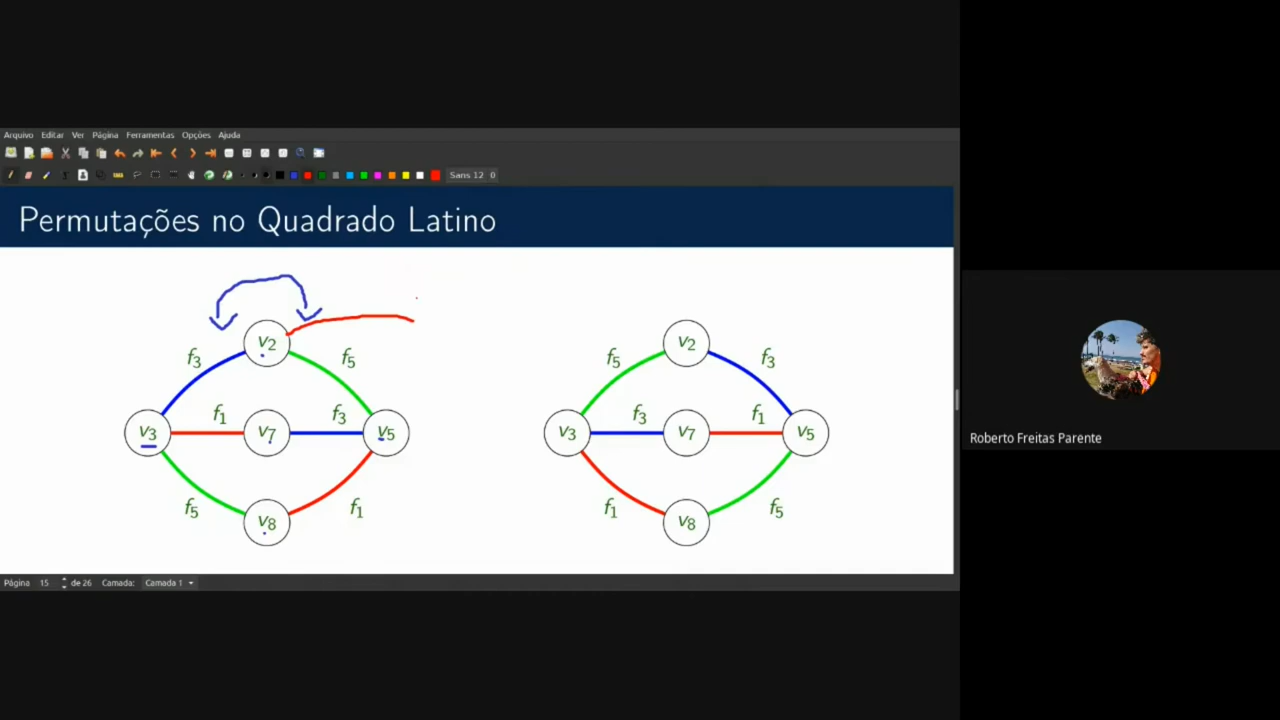 Arquivo Editar Ver Página Ferramentas Opções Ajuda
Sans 12
Permutações no Quadrado Latino
v2
f3 f5
v3 f1 v7 f3 v5
f5 f1
v8
v2
f5 f3
v3 f3 v7 f1 v5
f1 f5
v8
Roberto Freitas Parente
Página 15 de 26 Camada: Camada 1